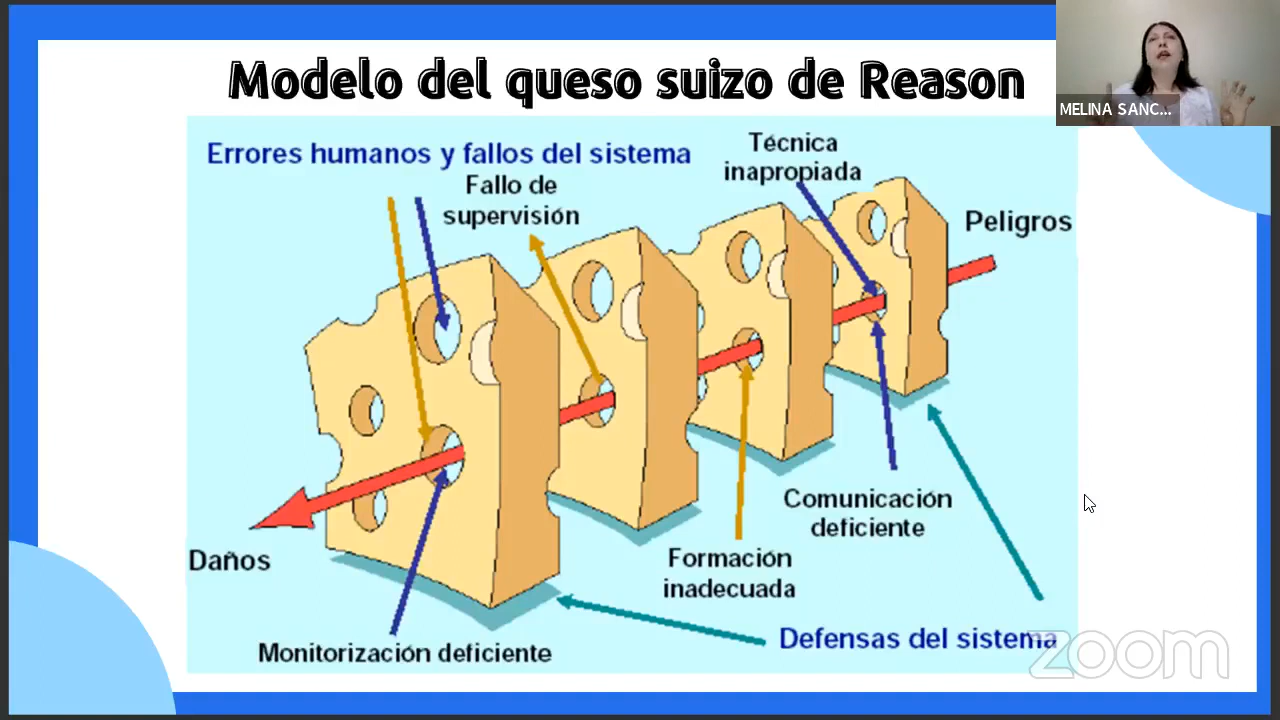 Modelo del queso suizo de Reason
MELINA SANC...
Errores humanos y fallos del sistema
Fallo de
supervisión
Técnica
inapropiada
Peligros
Comunicación
deficiente
Formación
inadecuada
Daños
Monitorización deficiente
Defensas del sistema
zoom